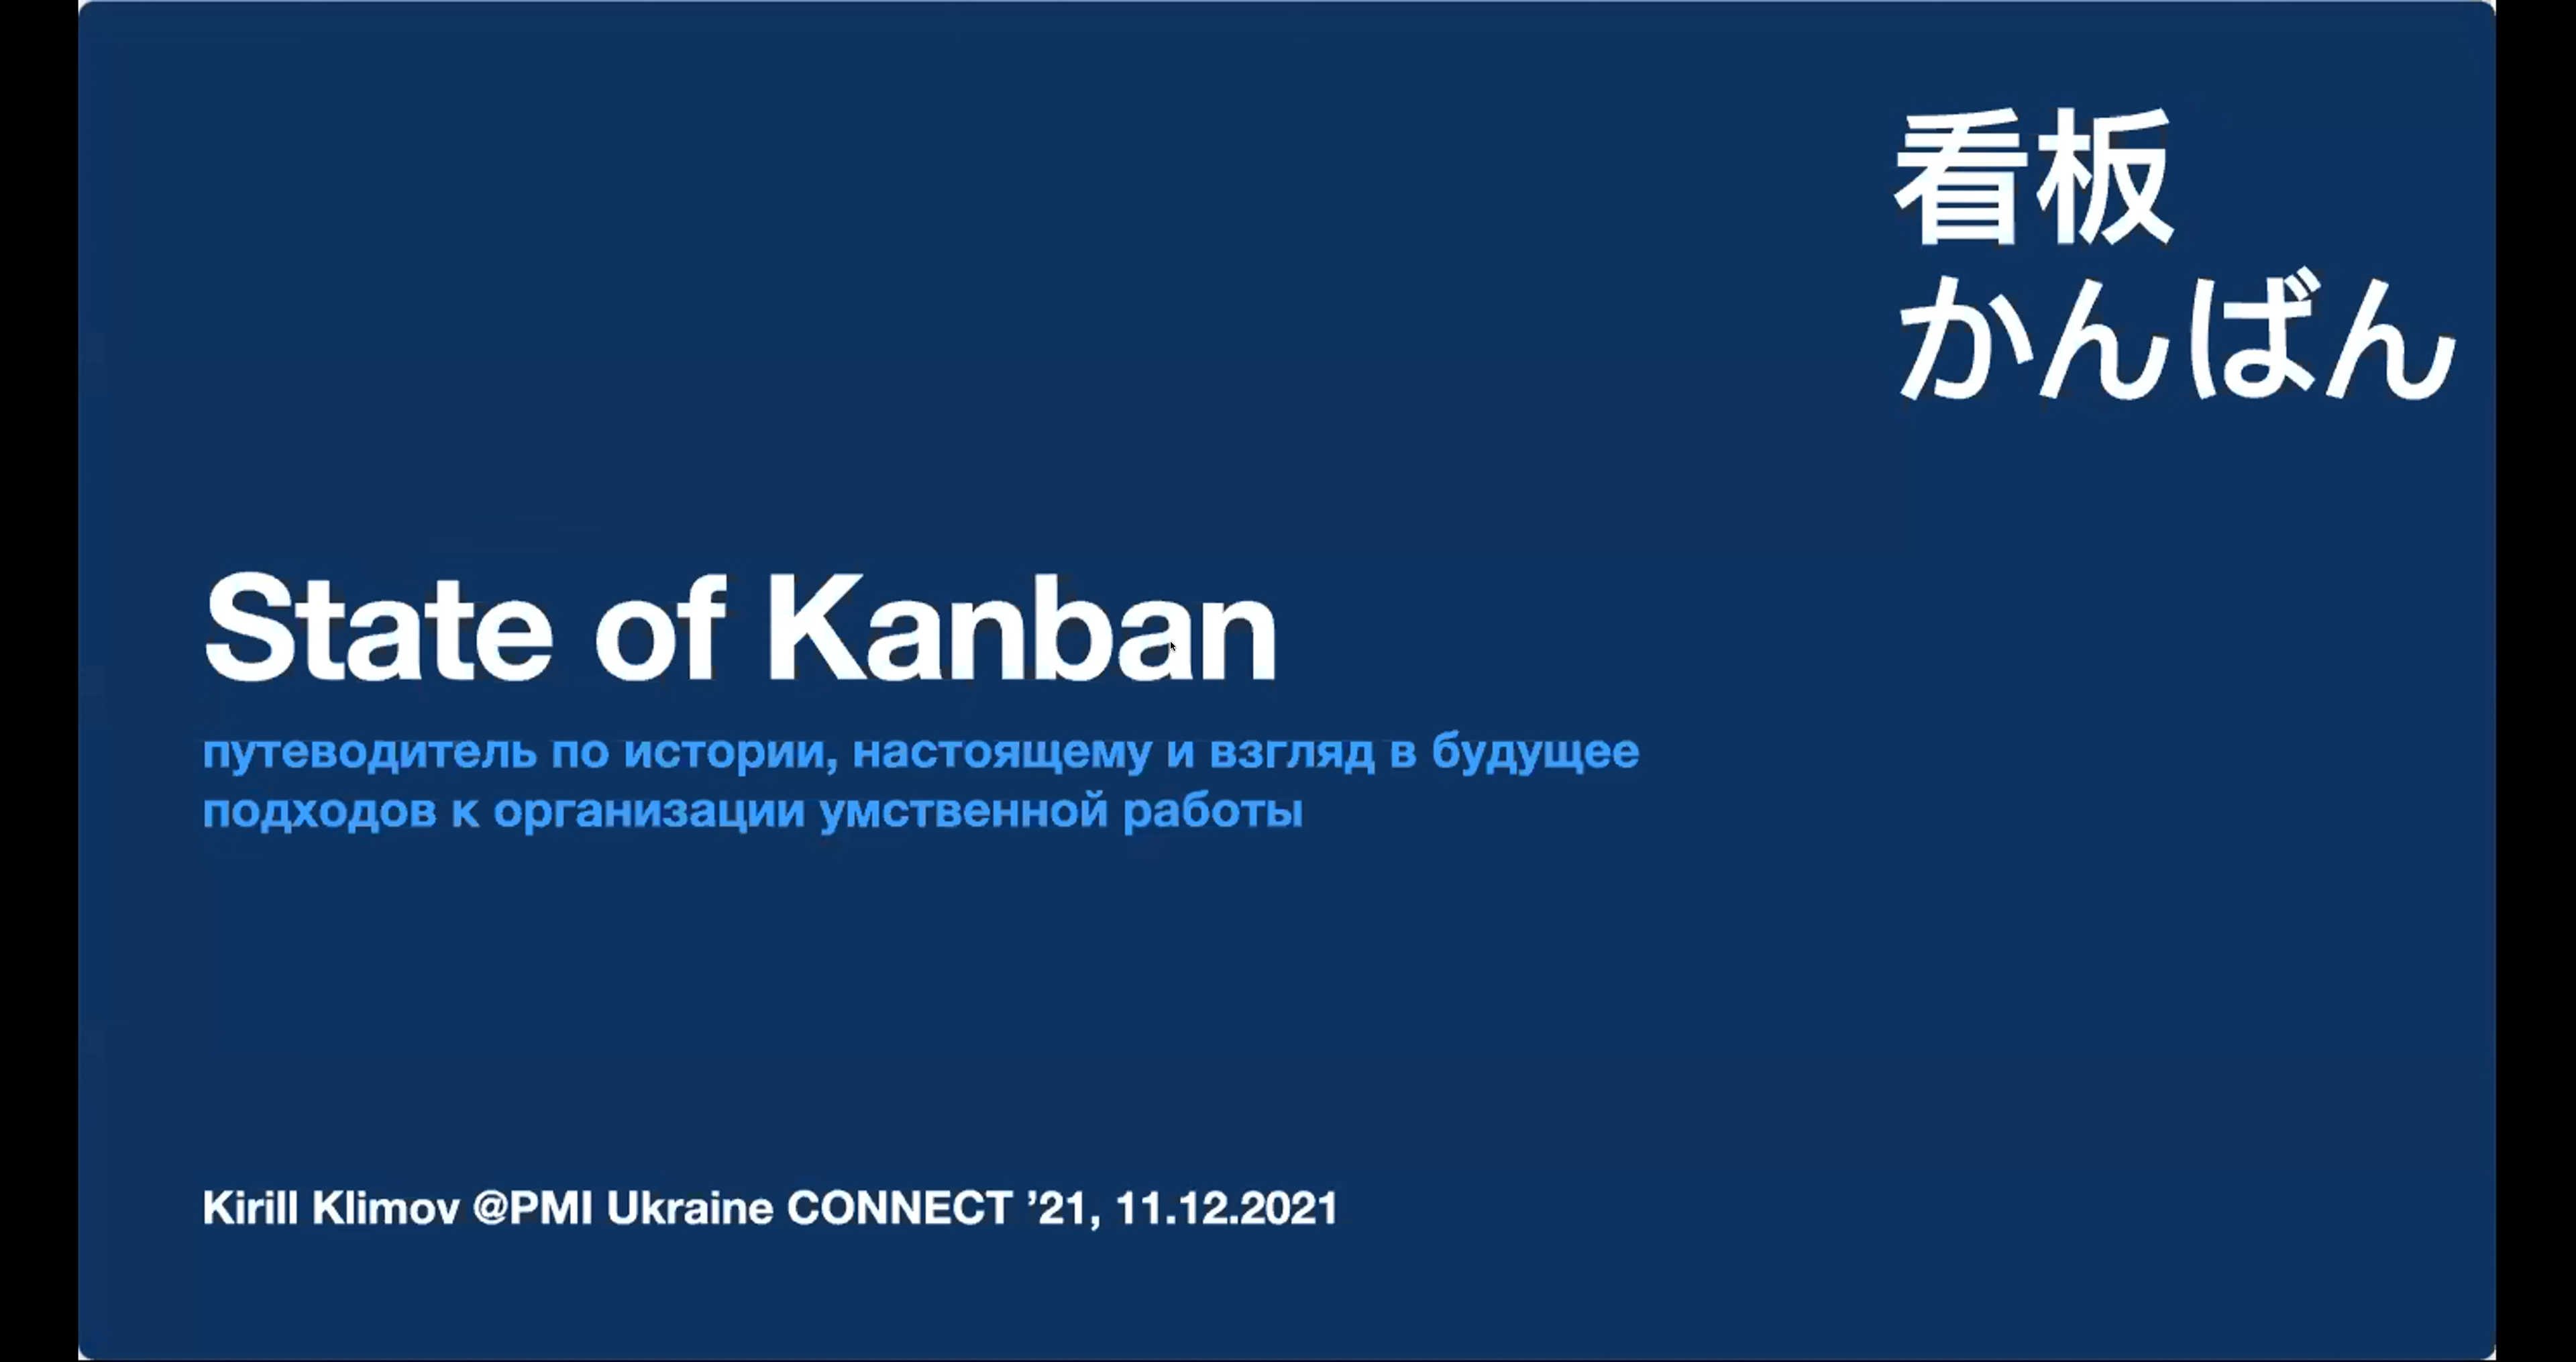 看板
かんばん
State of Kanban
путеводитель по истории, настоящему и взгляд в будущее
подходов к организации умственной работы
Kirill Klimov @PMI Ukraine CONNECT ’21, 11.12.2021